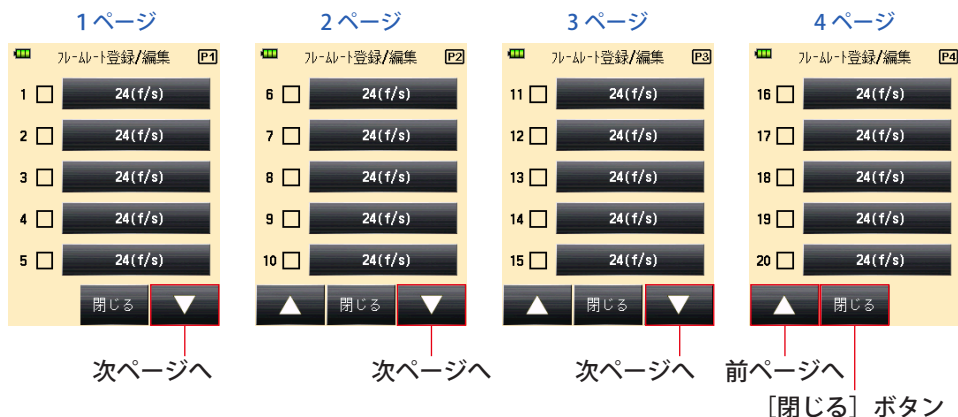 1 ページ
フレームレート登録/編集 P1
1 24(f/s)
2 24(f/s)
3 24(f/s)
4 24(f/s)
5 24(f/s)
閉じる
次ページへ
2 ページ
フレームレート登録/編集 P2
6 24(f/s)
7 24(f/s)
8 24(f/s)
9 24(f/s)
10 24(f/s)
閉じる
次ページへ
3 ページ
フレームレート登録/編集 P3
11 24(f/s)
12 24(f/s)
13 24(f/s)
14 24(f/s)
15 24(f/s)
閉じる
次ページへ
4 ページ
フレームレート登録/編集 P4
16 24(f/s)
17 24(f/s)
18 24(f/s)
19 24(f/s)
20 24(f/s)
閉じる
前ページへ
［閉じる］ボタン